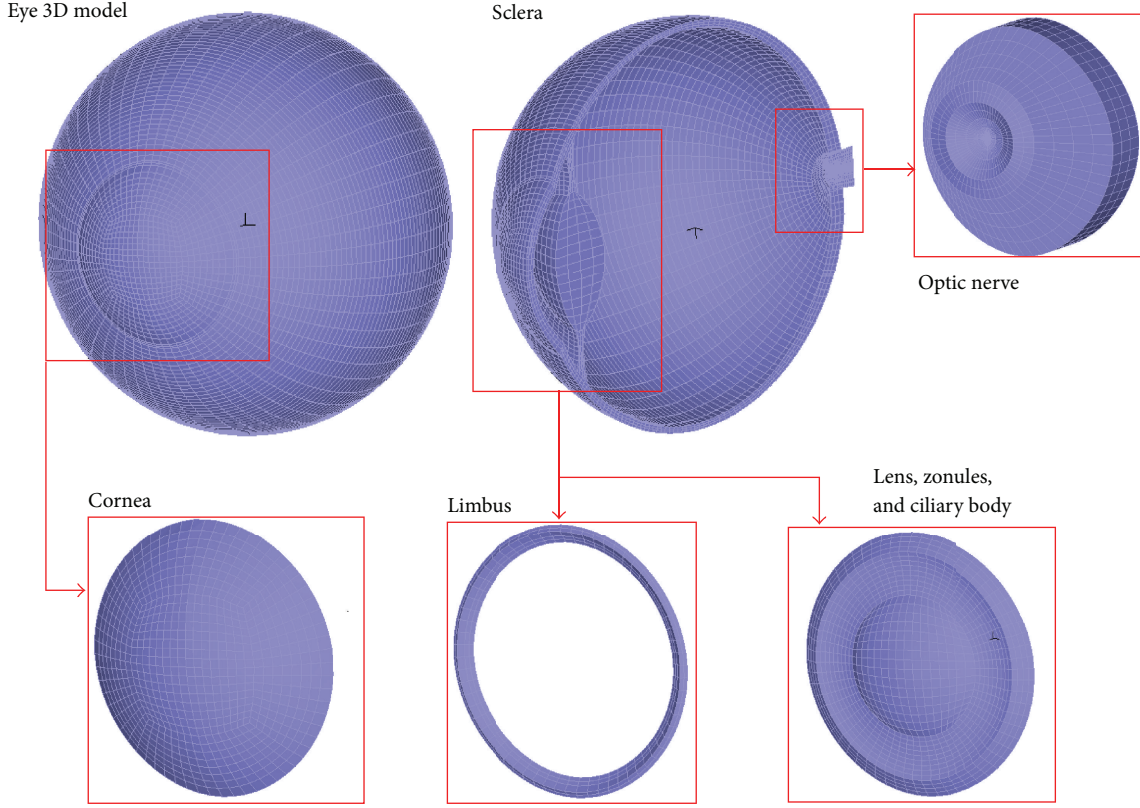 Eye 3D model
Sclera
Optic nerve
Cornea
Limbus
Lens, zonules,
and ciliary body